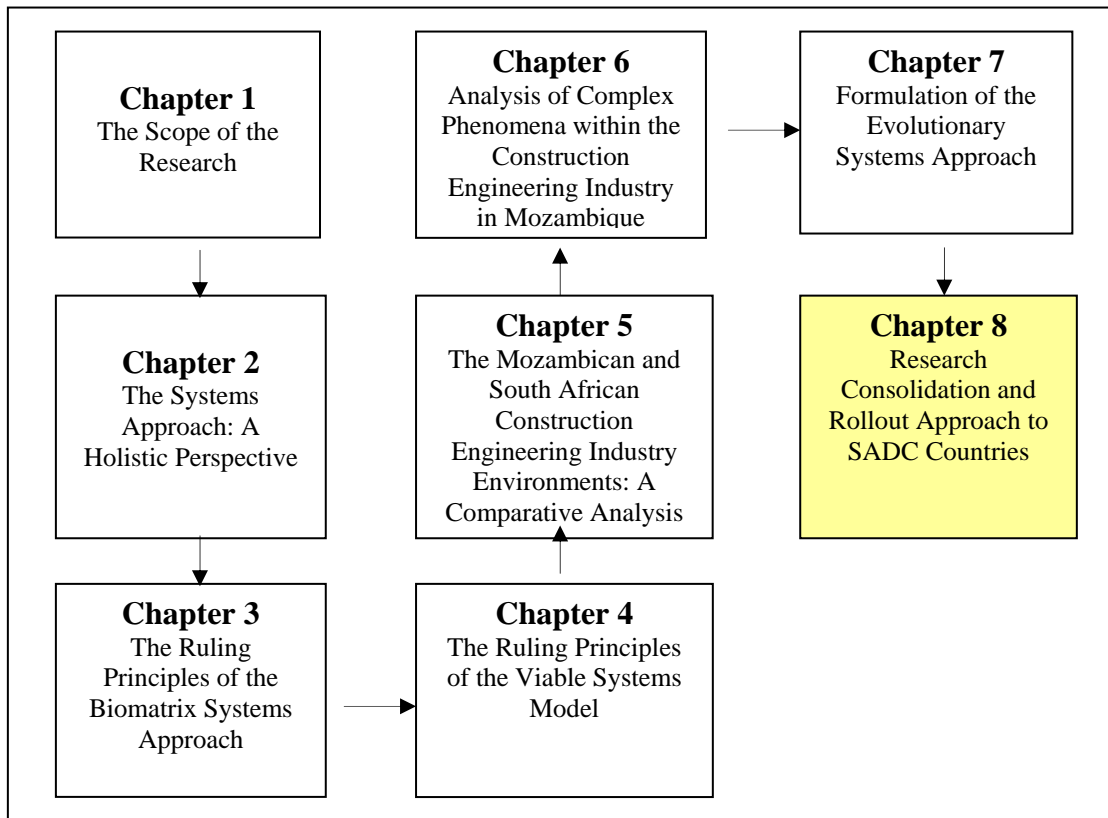 Chapter 1
The Scope of the
Research
Chapter 2
The Systems
Approach: A
Holistic Perspective
Chapter 3
The Ruling
Principles of the
Biomatrix Systems
Approach
Chapter 4
The Ruling Principles
of the Viable Systems
Model
Chapter 5
The Mozambican and
South African
Construction
Engineering Industry
Environments: A
Comparative Analysis
Chapter 6
Analysis of Complex
Phenomena within the
Construction
Engineering Industry
in Mozambique
Chapter 7
Formulation of the
Evolutionary
Systems Approach
Chapter 8
Research
Consolidation and
Rollout Approach to
SADC Countries